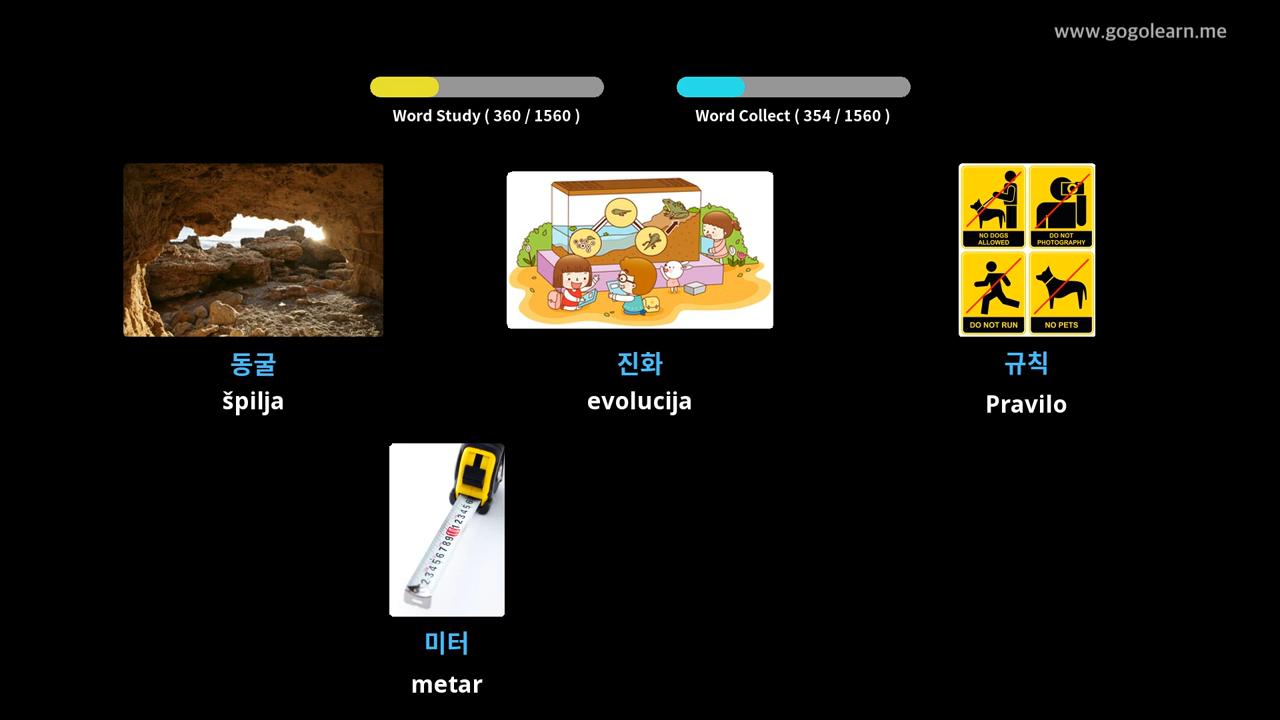 www.gogolearn.me
Word Study ( 360 / 1560 )
Word Collect ( 354 / 1560 )
NO DOGS
ALLOWED
DO NOT
PHOTOGRAPHY
DO NOT RUN
NO PETS
동굴
špilja
진화
evolucija
규칙
Pravilo
미터
metar